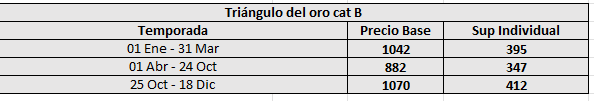 Triángulo del oro cat B
Temporada Precio Base Sup Individual
01 Ene - 31 Mar 1042 395
01 Abr - 24 Oct 882 347
25 Oct - 18 Dic 1070 412